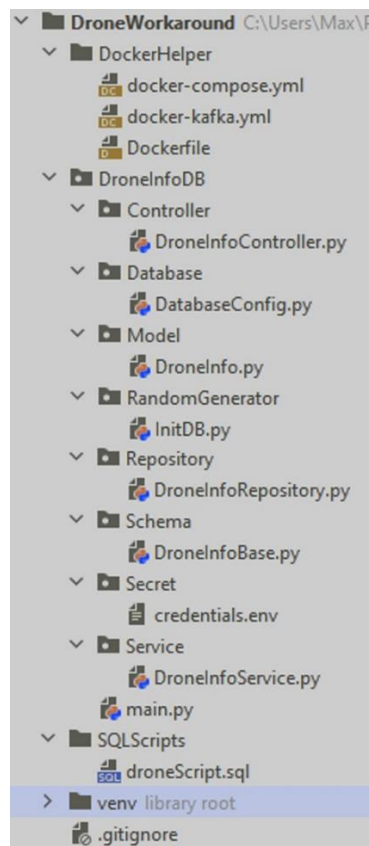 DroneWorkaround C:\Users\Max\
DockerHelper
docker-compose.yml
docker-kafka.yml
Dockerfile
DroneInfoDB
Controller
DroneInfoController.py
Database
DatabaseConfig.py
Model
DroneInfo.py
RandomGenerator
InitDB.py
Repository
DroneInfoRepository.py
Schema
DroneInfoBase.py
Secret
credentials.env
Service
DroneInfoService.py
main.py
SQLScripts
droneScript.sql
venv library root
.gitignore